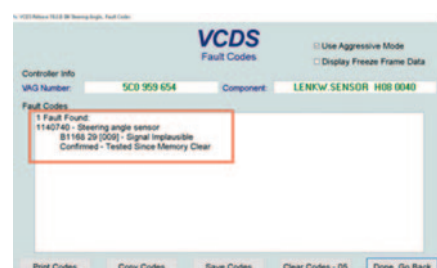 VCDS
Fault Codes
Use Aggressive Mode
Display Freeze Frame Data
Controller Info
VAG Number: 5C0 959 654 Component: LENKW.SENSOR H08 0040
Fault Codes
1 Fault Found:
1140740 - Steering angle sensor
B1168 29 [009] - Signal Implausible
Confirmed - Tested Since Memory Clear
Print Codes Copy Codes Save Codes Clear Codes - 05 Done, Go Back